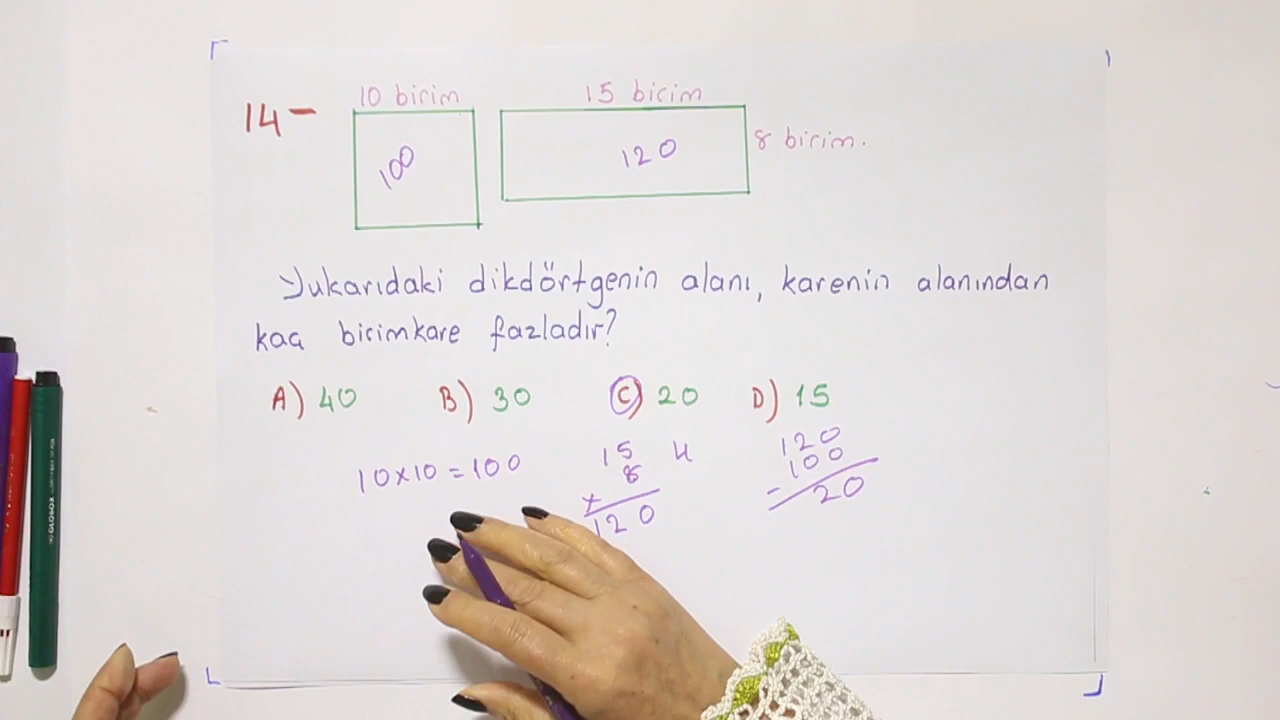 14-
10 birim
15 birim
8 birim.
100
120
Yukarıdaki dikdörtgenin alanı, karenin alanından
kaç birimkare fazladır?
A) 40 B) 30 C) 20 D) 15
10x10=100
15 4
x 8
120
120
- 100
20